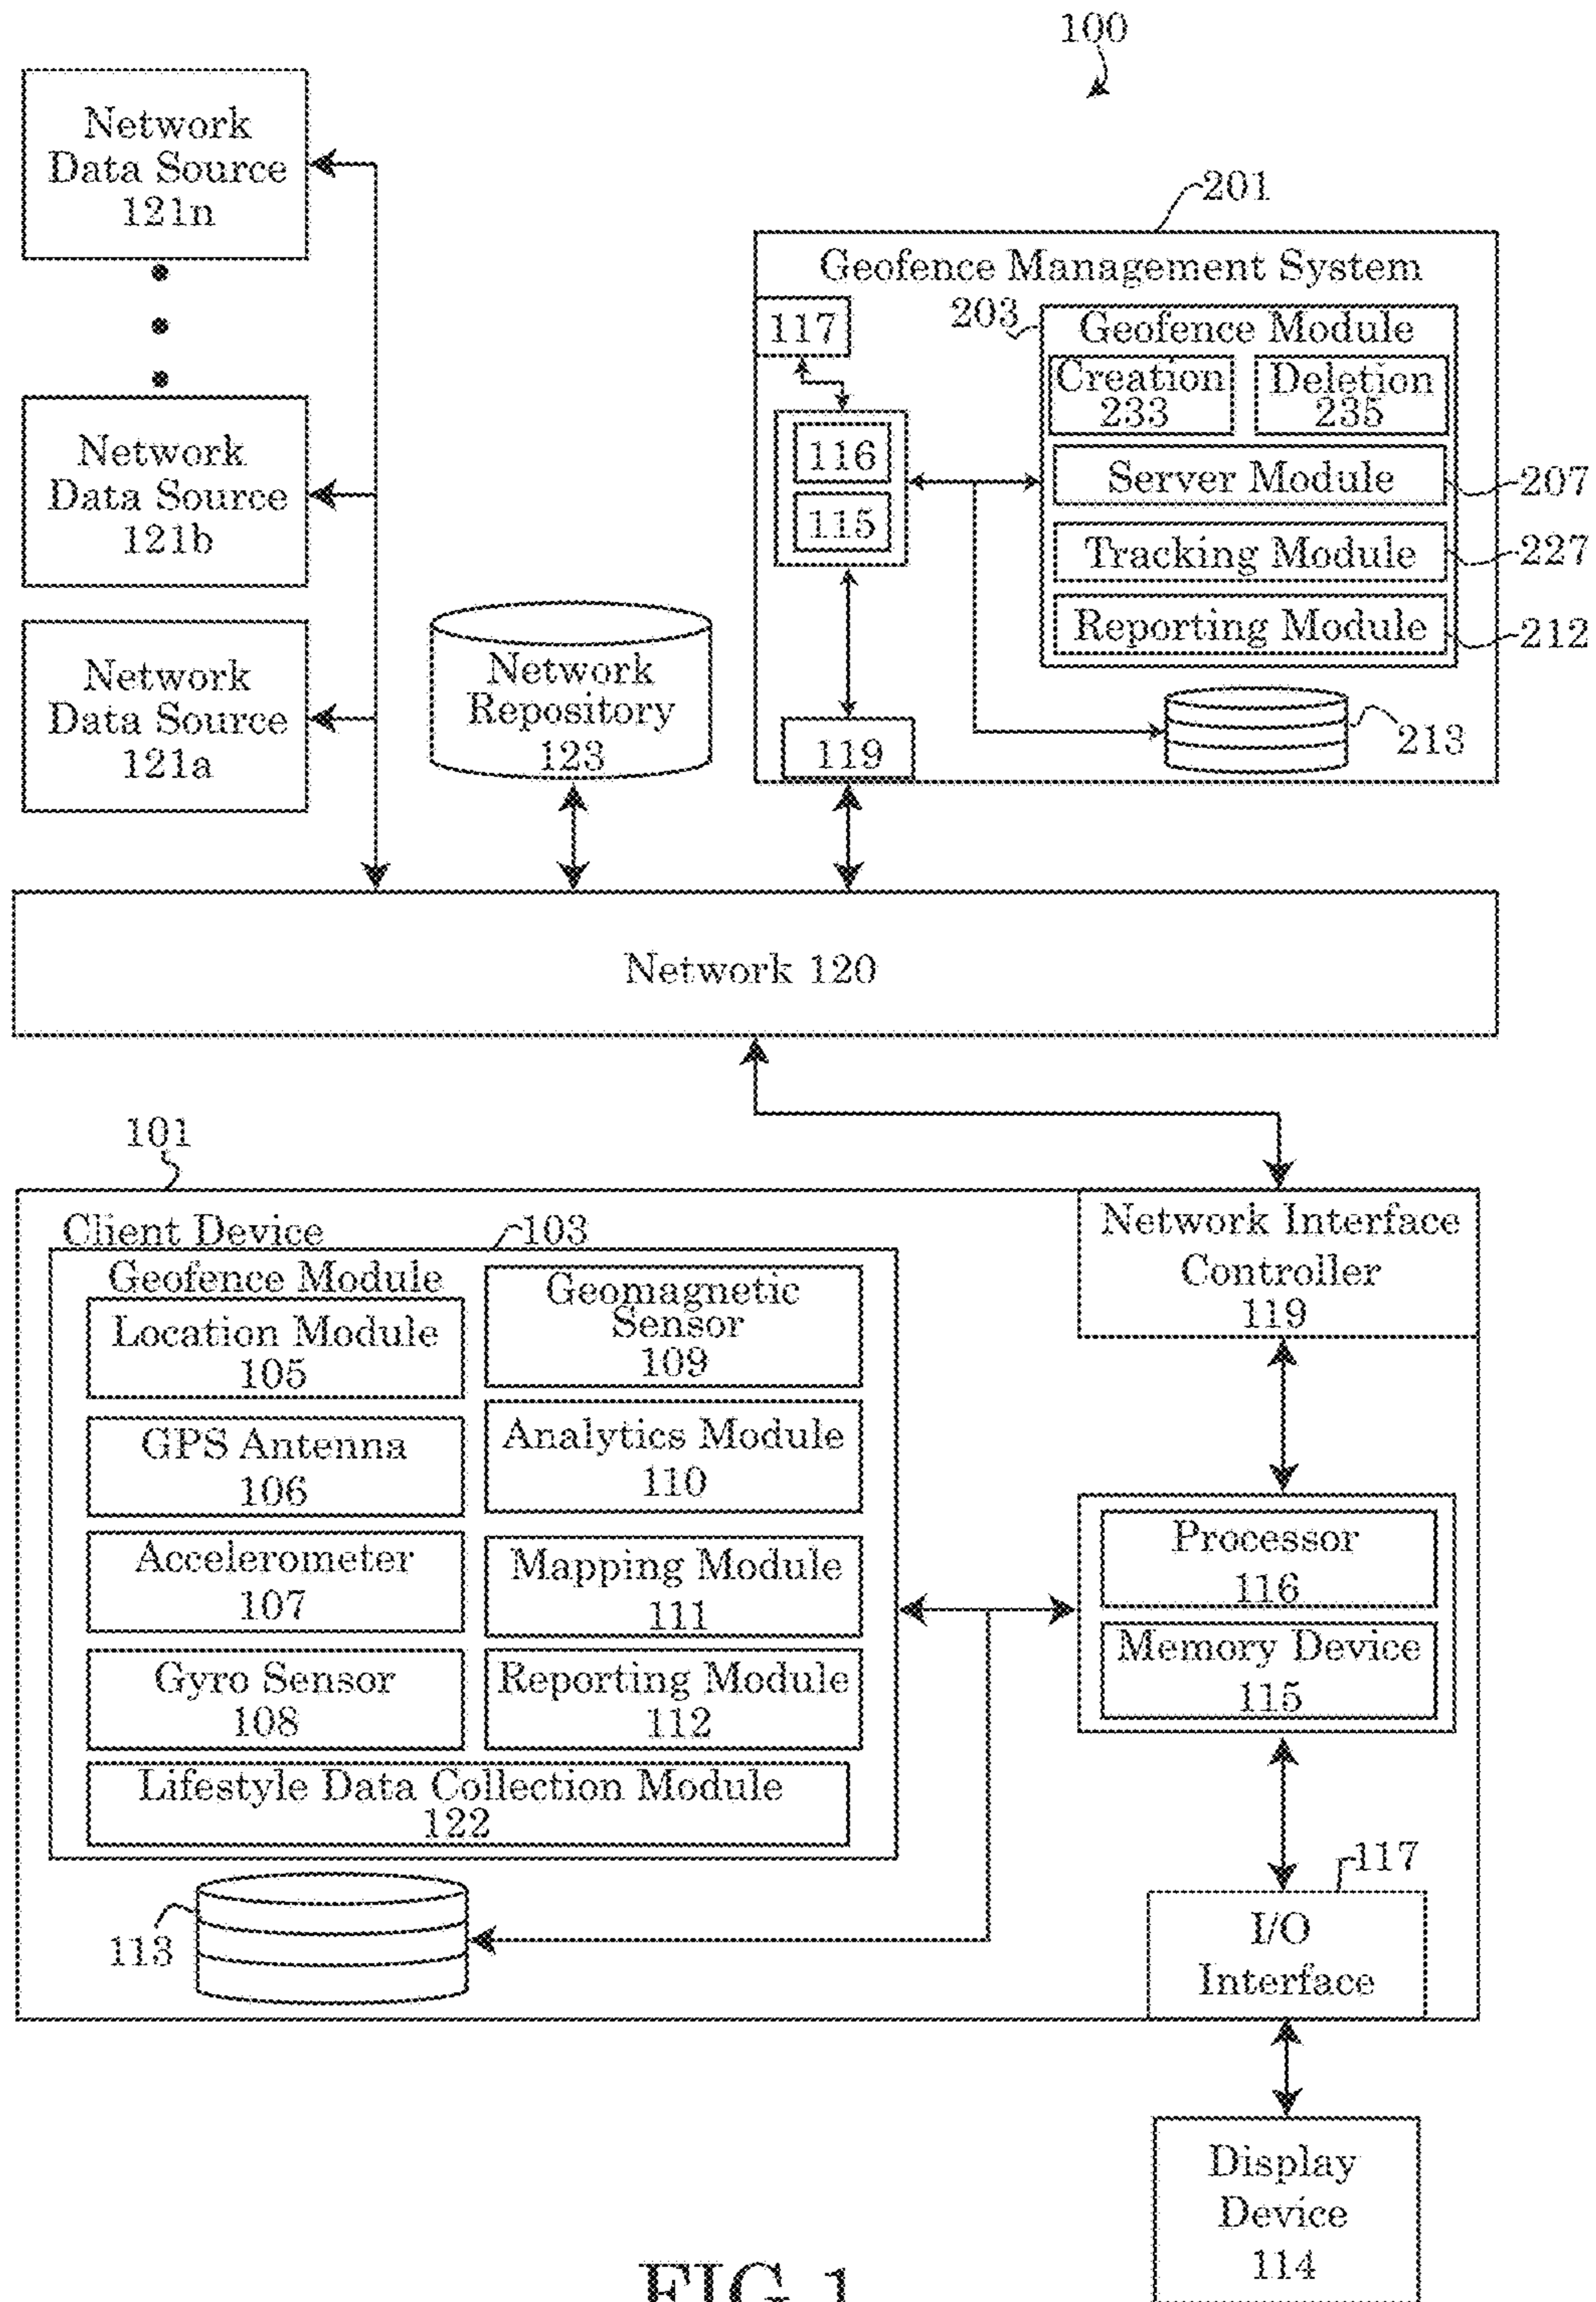 100
Network
Data Source
121n
201
Geofence Management System
117
203
Geofence Module
Creation
233
Deletion
235
116
115
Server Module
207
Tracking Module
227
Reporting Module
212
213
119
Network
Data Source
121b
Network
Data Source
121a
Network
Repository
123
Network 120
101
Client Device
103
Geofence Module
Location Module
105
GPS Antenna
106
Accelerometer
107
Gyro Sensor
108
Geomagnetic
Sensor
109
Analytics Module
110
Mapping Module
111
Reporting Module
112
Lifestyle Data Collection Module
122
113
Network Interface
Controller
119
Processor
116
Memory Device
115
117
I/O
Interface
Display
Device
114
FIG 1